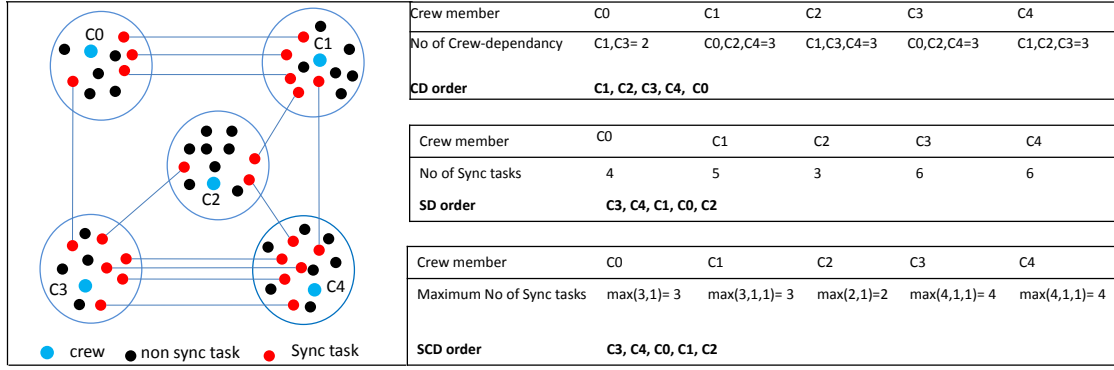 C0
C1
C2
C3
C4
crew
non sync task
Sync task
Crew member C0 C1 C2 C3 C4
No of Crew-dependancy C1,C3= 2 C0,C2,C4=3 C1,C3,C4=3 C0,C2,C4=3 C1,C2,C3=3
CD order C1, C2, C3, C4, C0
Crew member C0 C1 C2 C3 C4
No of Sync tasks 4 5 3 6 6
SD order C3, C4, C1, C0, C2
Crew member C0 C1 C2 C3 C4
Maximum No of Sync tasks max(3,1)= 3 max(3,1,1)= 3 max(2,1)=2 max(4,1,1)= 4 max(4,1,1)= 4
SCD order C3, C4, C0, C1, C2